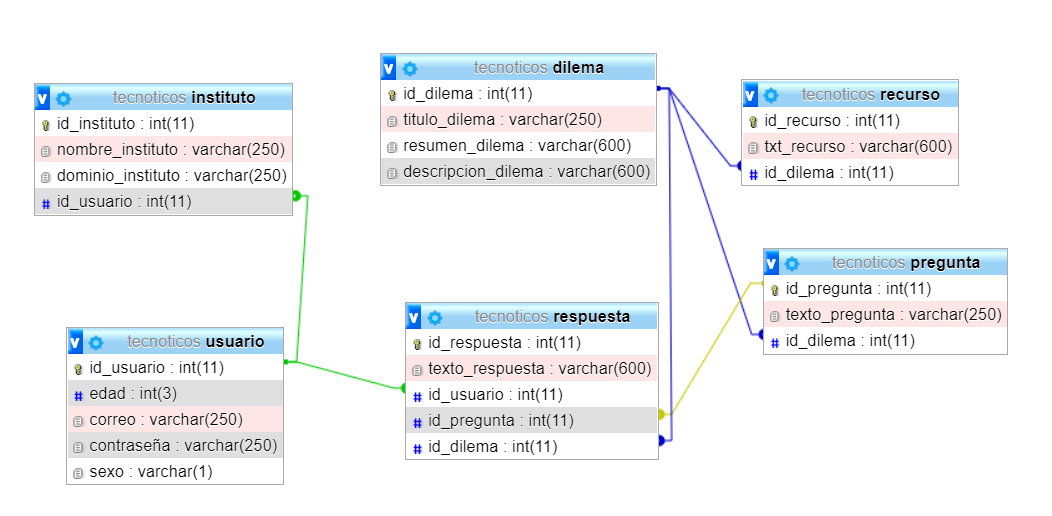 v tecnoticos instituto
id_instituto : int(11)
nombre_instituto : varchar(250)
dominio_instituto : varchar(250)
# id_usuario : int(11)
v tecnoticos dilema
id_dilema : int(11)
titulo_dilema : varchar(250)
resumen_dilema : varchar(600)
descripcion_dilema : varchar(600)
v tecnoticos recurso
id_recurso : int(11)
txt_recurso : varchar(600)
# id_dilema : int(11)
v tecnoticos pregunta
id_pregunta : int(11)
texto_pregunta : varchar(250)
# id_dilema : int(11)
v tecnoticos usuario
id_usuario : int(11)
# edad : int(3)
correo : varchar(250)
contraseña : varchar(250)
sexo : varchar(1)
v tecnoticos respuesta
id_respuesta : int(11)
texto_respuesta : varchar(600)
# id_usuario : int(11)
# id_pregunta : int(11)
# id_dilema : int(11)